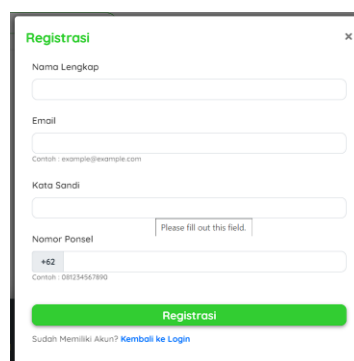 Registrasi ×
Nama Lengkap
Email
Contoh : example@example.com
Kata Sandi
Please fill out this field.
Nomor Ponsel
+62
Contoh : 081234567890
Registrasi
Sudah Memiliki Akun? Kembali ke Login